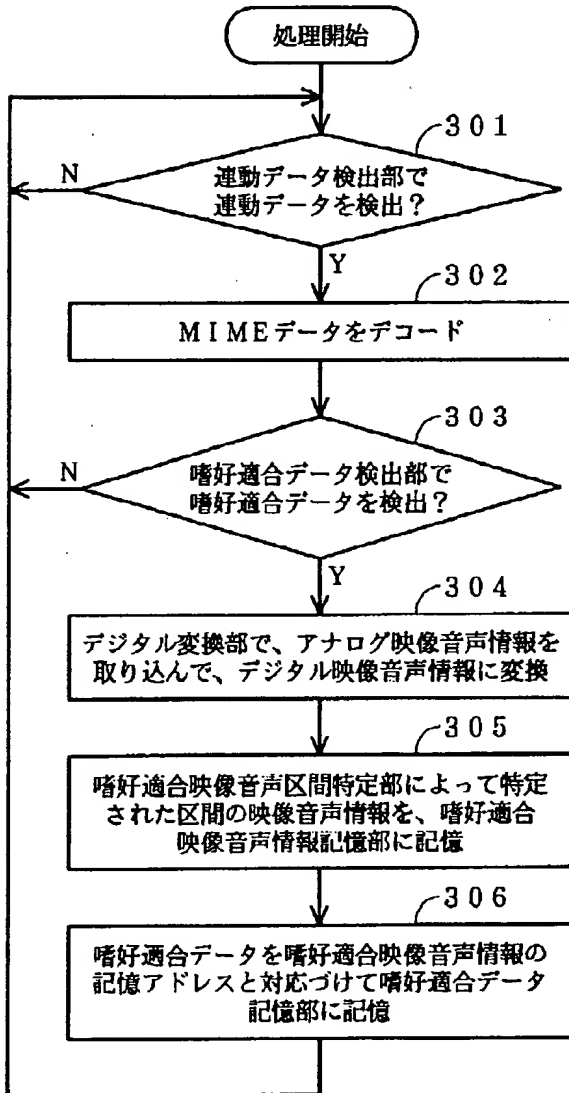 処理開始
301
連動データ検出部で
連動データを検出？
N
Y
302
ＭＩＭＥデータをデコード
303
嗜好適合データ検出部で
嗜好適合データを検出？
N
Y
304
デジタル変換部で、アナログ映像音声情報を
取り込んで、デジタル映像音声情報に変換
305
嗜好適合映像音声区間特定部によって特定
された区間の映像音声情報を、嗜好適合
映像音声情報記憶部に記憶
306
嗜好適合データを嗜好適合映像音声情報の
記憶アドレスと対応づけて嗜好適合データ
記憶部に記憶